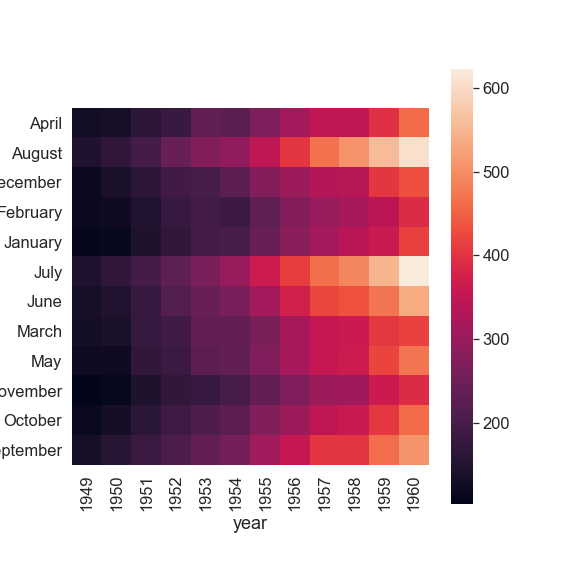 April
August
ecember
February
January
July
June
March
May
ovember
October
eptember
1949 1950 1951 1952 1953 1954 1955 1956 1957 1958 1959 1960
year
600
500
400
300
200